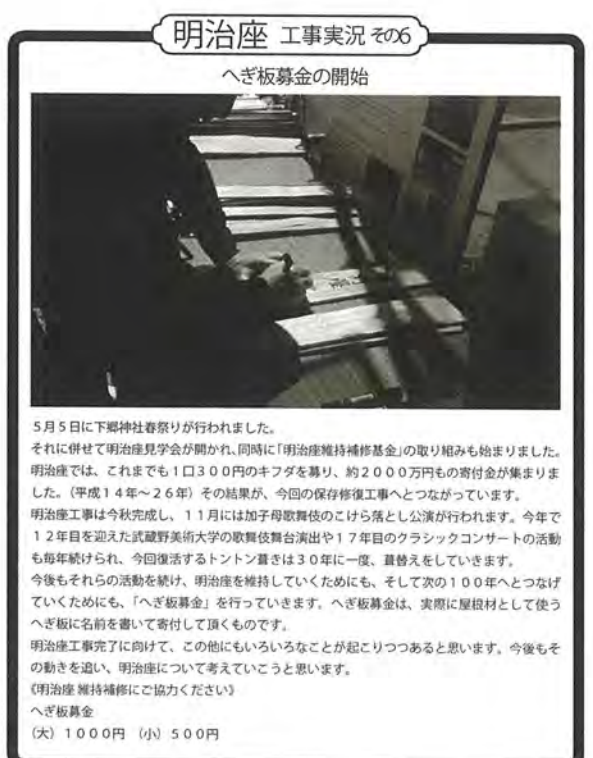 明治座 工事実況 その6
へぎ板募金の開始
5月5日に下郷神社春祭りが行われました。
それに併せて明治座見学会が開かれ、同時に「明治座維持補修基金」の取り組みも始まりました。
明治座では、これまでも1口300円のキフダを募り、約2000万円もの寄付金が集まりま
した。(平成14年~26年)その結果が、今回の保存修復工事へとつながっています。
明治座工事は今秋完成し、11月には加子母歌舞伎のこけら落とし公演が行われます。今年で
12年目を迎えた武蔵野美術大学の歌舞伎舞台演出や17年目のクラシックコンサートの活動
も毎年続けられ、今回復活するトントン葺きは30年に一度、葺替えをしていきます。
今後もそれらの活動を続け、明治座を維持していくためにも、そして次の100年へとつなげ
ていくためにも、「へぎ板募金」を行っていきます。へぎ板募金は、実際に屋根材として使う
へぎ板に名前を書いて寄付して頂くものです。
明治座工事完了に向けて、この他にもいろいろなことが起こりつつあると思います。今後もそ
の動きを追い、明治座について考えていこうと思います。
《明治座 維持補修にご協力ください》
へぎ板募金
(大) 1000円 (小) 500円